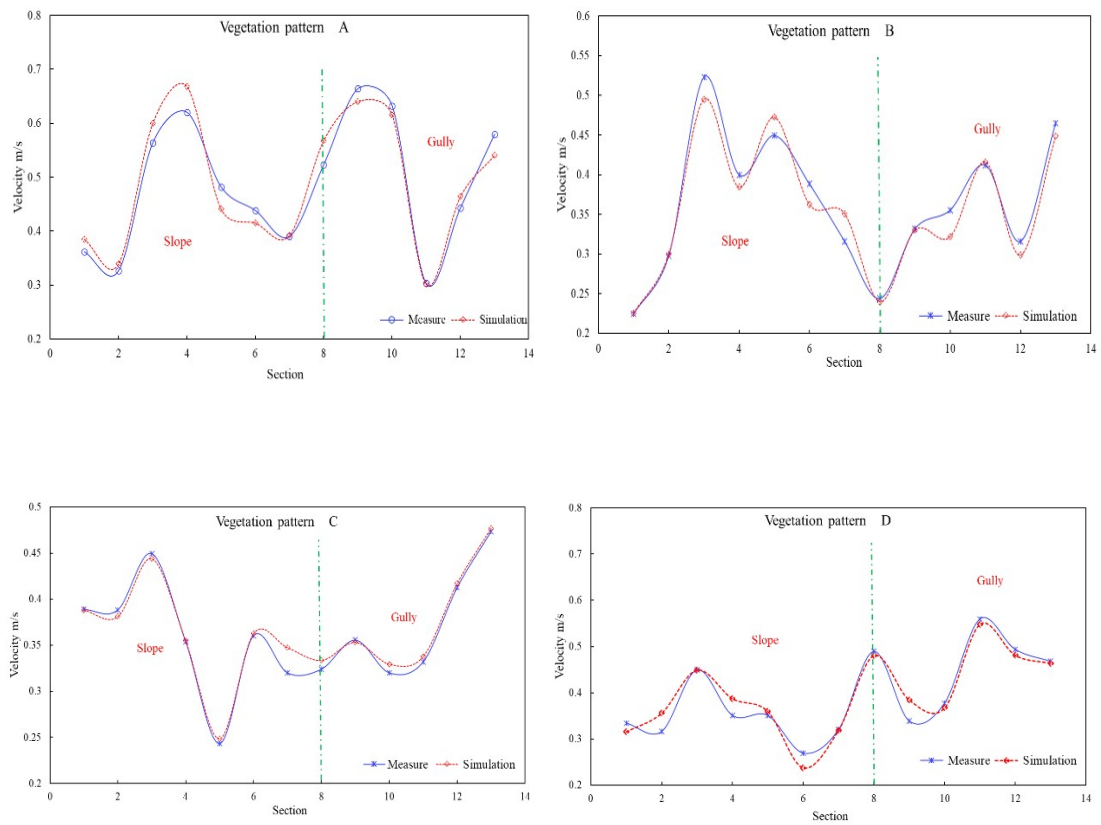 Vegetation pattern A
0.8
0.7
0.6
0.5
0.4
0.3
0.2
Velocity m/s
Slope
Gully
Measure Simulation
0 2 4 6 8 10 12 14
Section
Vegetation pattern B
0.6
0.55
0.5
0.45
0.4
0.35
0.3
0.25
0.2
Velocity m/s
Gully
Slope
Measure Simulation
0 2 4 6 8 10 12 14
Section
Vegetation pattern C
0.5
0.45
0.4
0.35
0.3
0.25
0.2
Velocity m/s
Gully
Slope
Measure Simulation
0 2 4 6 8 10 12 14
Section
Vegetation pattern D
0.8
0.7
0.6
0.5
0.4
0.3
0.2
Velocity m/s
Gully
Slope
Measure Simulation
0 2 4 6 8 10 12 14
Section